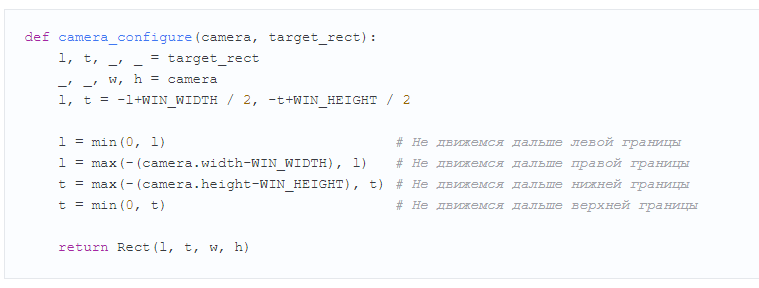 def camera_configure(camera, target_rect):
    l, t, _, _ = target_rect
    _, _, w, h = camera
    l, t = -l+WIN_WIDTH / 2, -t+WIN_HEIGHT / 2

    l = min(0, l)                           # Не движемся дальше левой границы
    l = max(-(camera.width-WIN_WIDTH), l)   # Не движемся дальше правой границы
    t = max(-(camera.height-WIN_HEIGHT), t) # Не движемся дальше нижней границы
    t = min(0, t)                           # Не движемся дальше верхней границы

    return Rect(l, t, w, h)